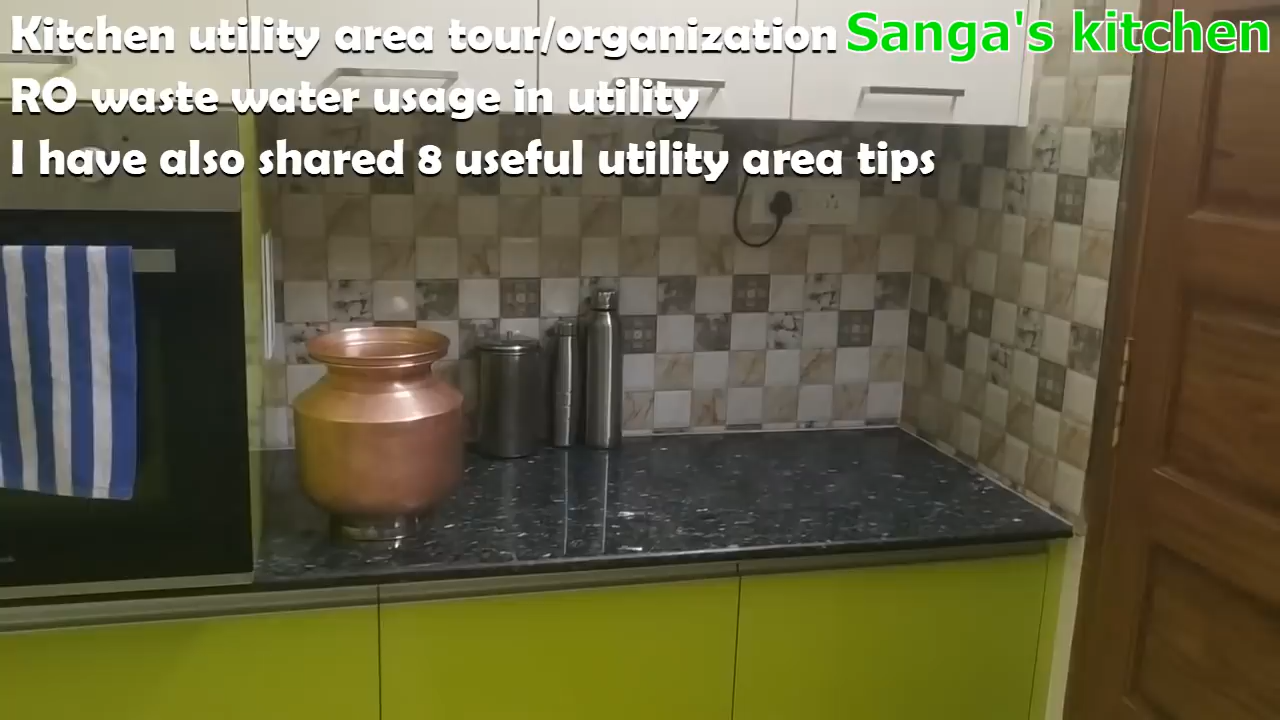 Kitchen utility area tour/organization Sanga's kitchen
RO waste water usage in utility
I have also shared 8 useful utility area tips